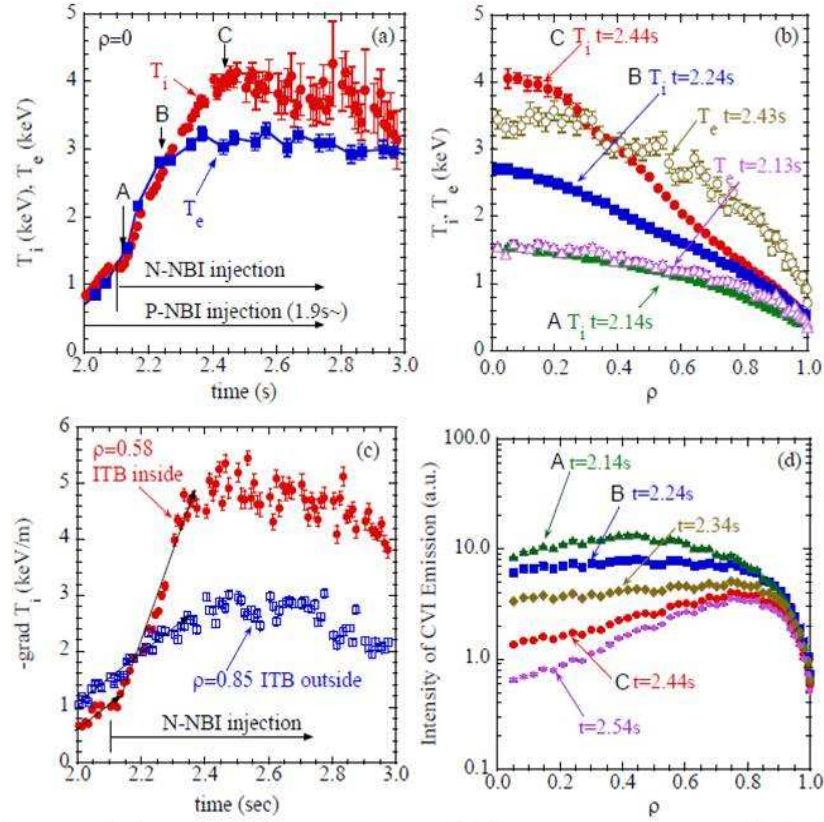 (a)
ρ=0
C
T_i
B
A
T_e
N-NBI injection
P-NBI injection (1.9s~)
T_i (keV), T_e (keV)
5
4
3
2
1
0
2.0
2.2
2.4
2.6
2.8
3.0
time (s)
(b)
C T_i t=2.44s
B T_i t=2.24s
T_e t=2.43s
T_e t=2.13s
A T_i t=2.14s
T_i, T_e (keV)
5
4
3
2
1
0
0.0
0.2
0.4
0.6
0.8
1.0
ρ
(c)
ρ=0.58
ITB inside
ρ=0.85 ITB outside
N-NBI injection
-grad T_i (keV/m)
6
5
4
3
2
1
0
2.0
2.2
2.4
2.6
2.8
3.0
time (sec)
(d)
A t=2.14s
B t=2.24s
t=2.34s
C t=2.44s
t=2.54s
Intensity of CVI Emission (a.u.)
100.0
10.0
1.0
0.1
0.0
0.2
0.4
0.6
0.8
1.0
ρ